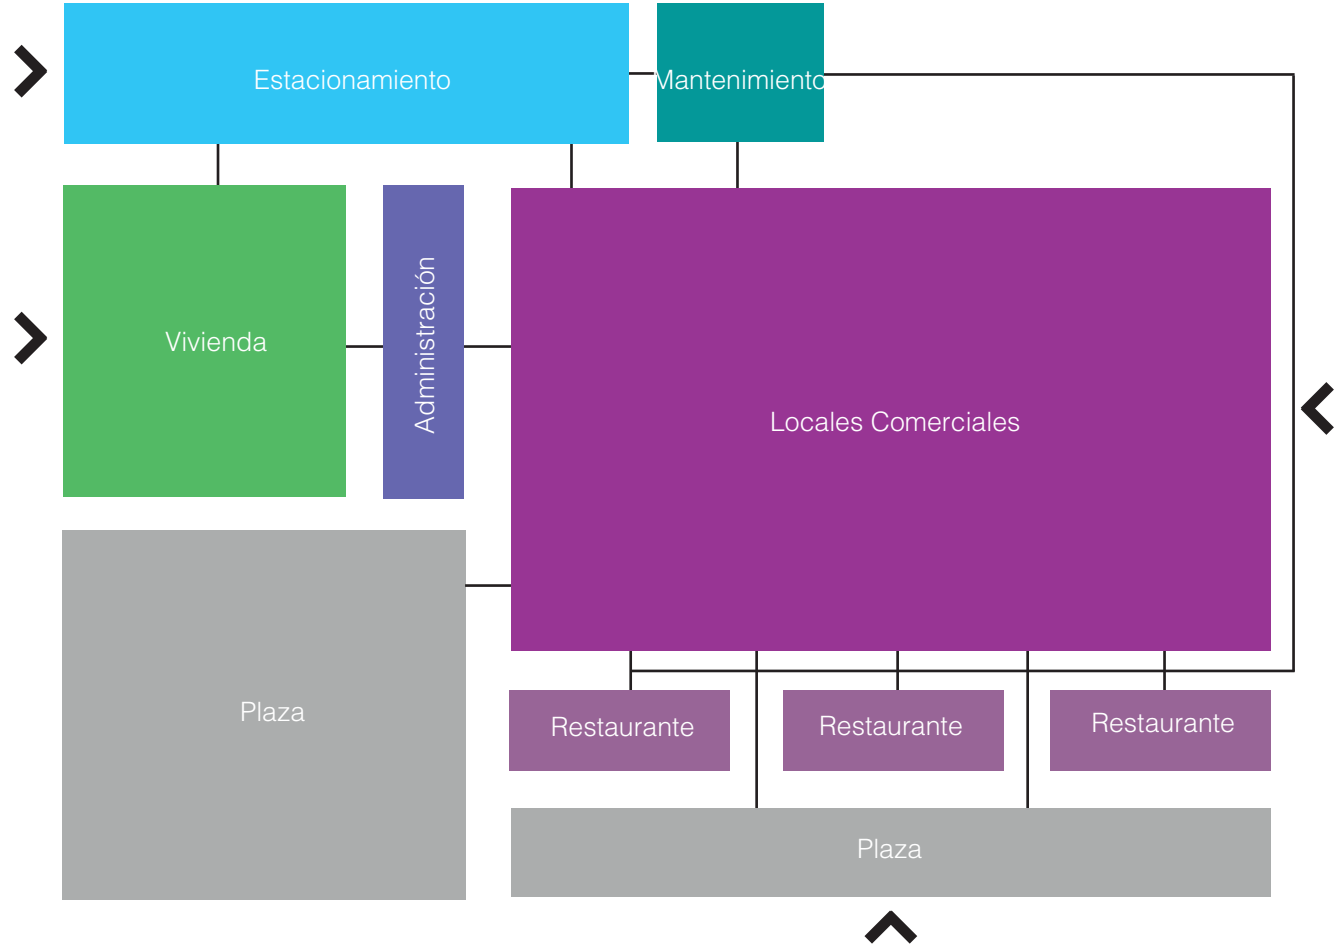 Estacionamiento
Mantenimiento
Vivienda
Administración
Locales Comerciales
Plaza
Restaurante
Restaurante
Restaurante
Plaza